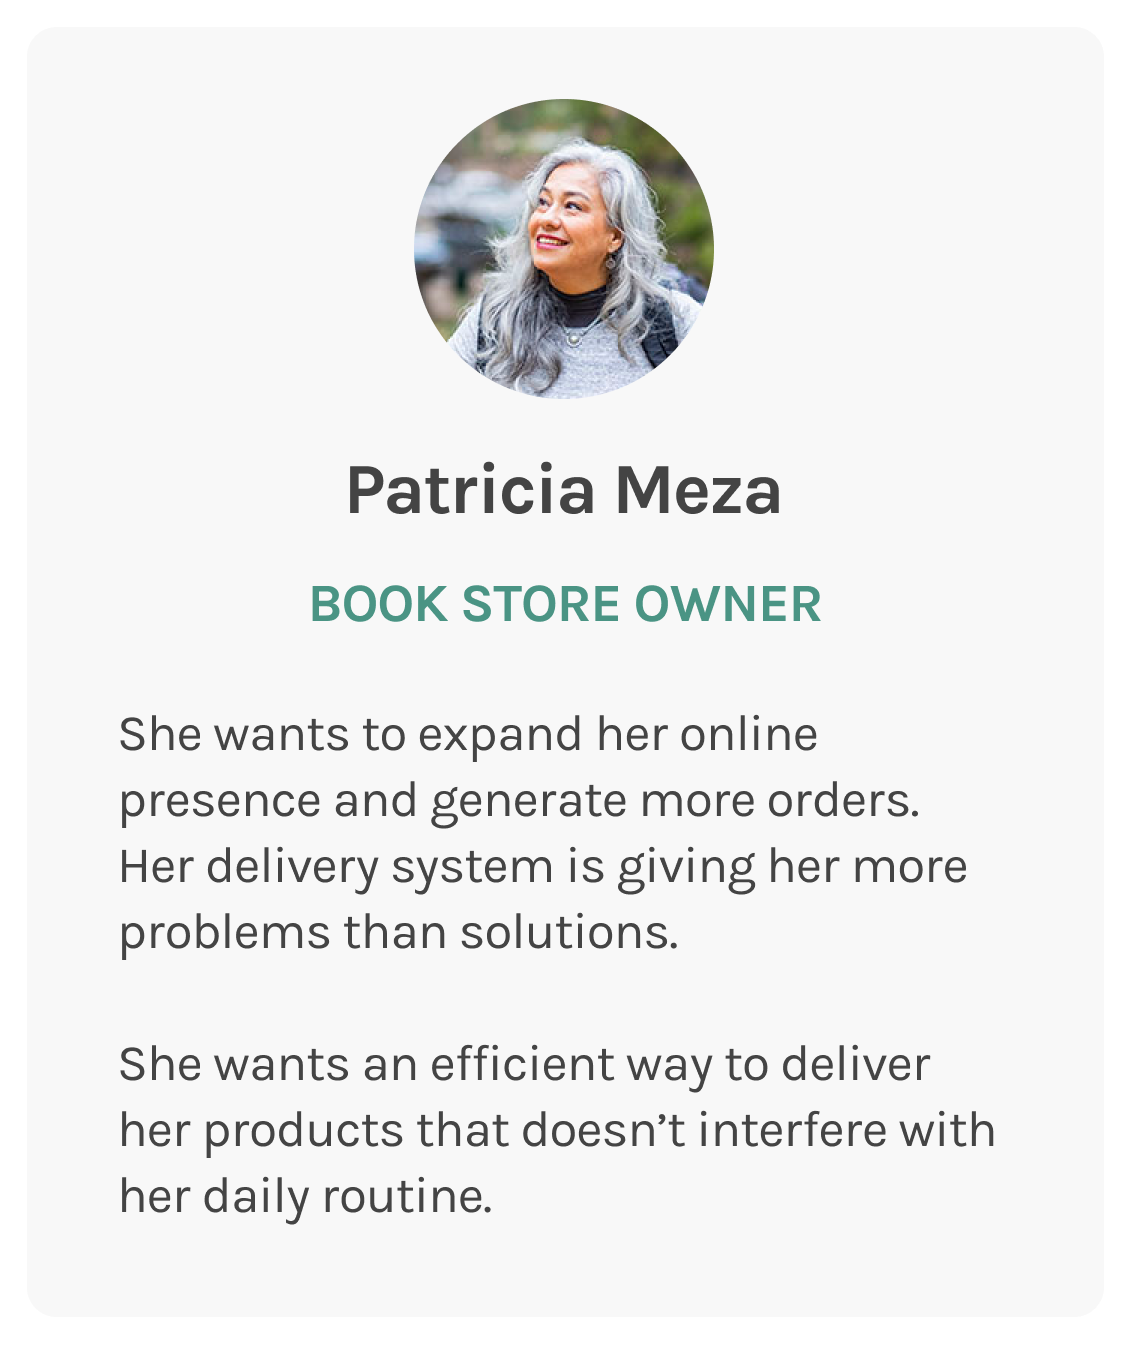 Patricia Meza
BOOK STORE OWNER
She wants to expand her online
presence and generate more orders.
Her delivery system is giving her more
problems than solutions.
She wants an efficient way to deliver
her products that doesn’t interfere with
her daily routine.